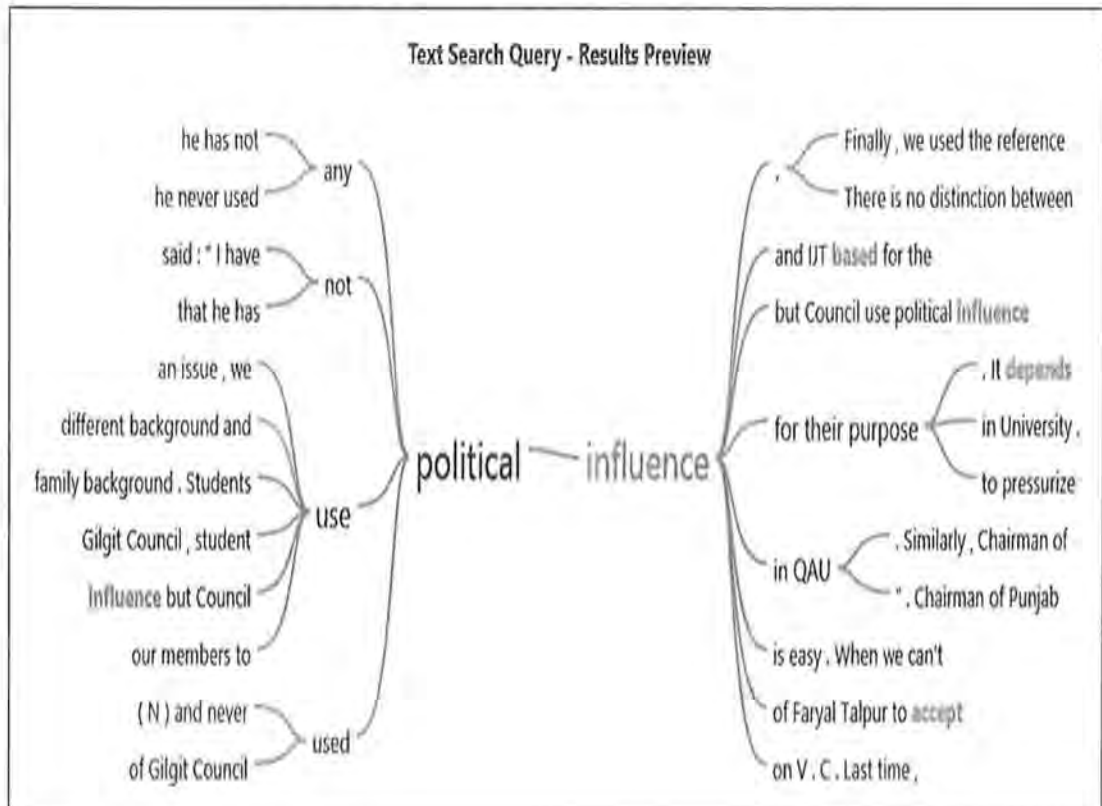 Text Search Query - Results Preview
he has not
he never used
any
said : " I have
that he has
not
an issue , we
different background and
family background . Students
Gilgit Council , student
influence but Council
our members to
use
( N ) and never
of Gilgit Council
used
political
influence
,
Finally , we used the reference
There is no distinction between
and IJT based for the
but Council use political influence
for their purpose
. It depends
in University .
to pressurize
in QAU
. Similarly , Chairman of
" . Chairman of Punjab
is easy . When we can't
of Faryal Talpur to accept
on V . C . Last time ,